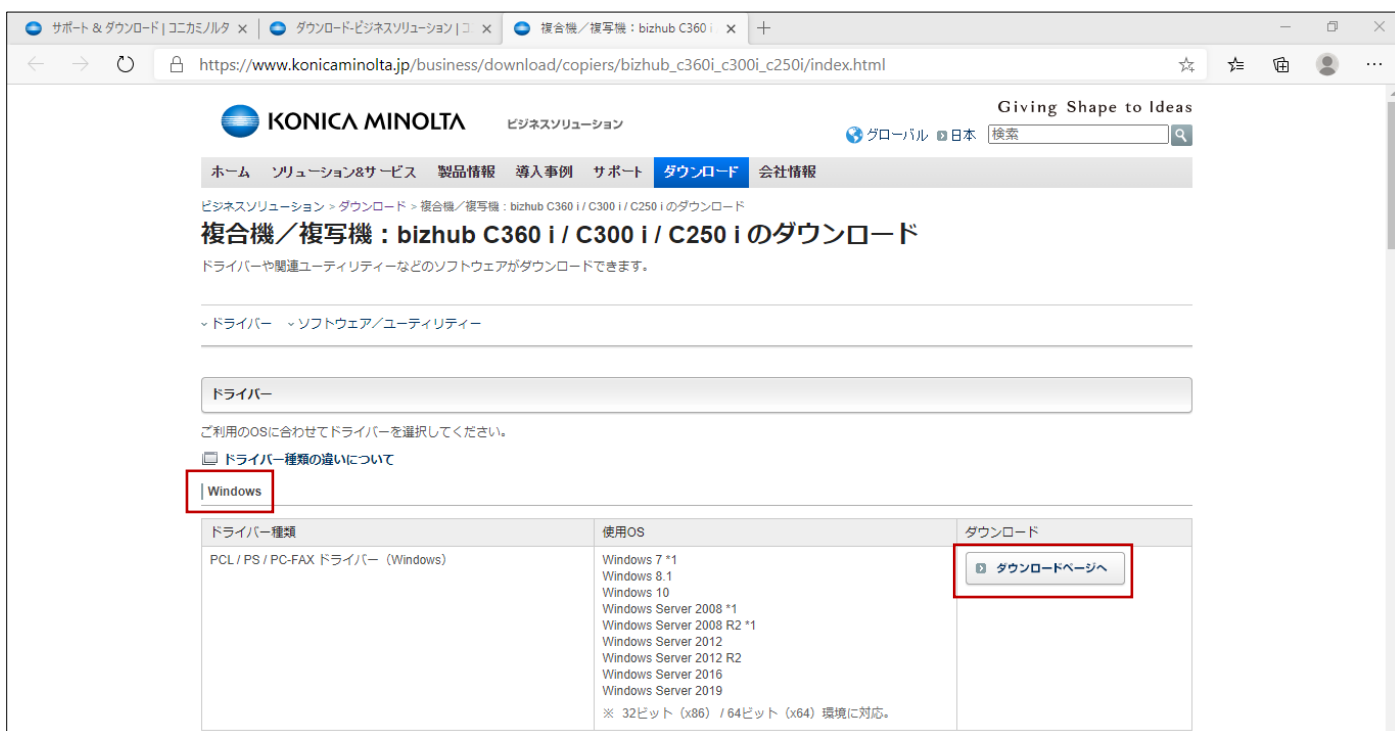 サポート & ダウンロード | コニカミノルタ
ダウンロード-ビジネスソリューション | コ
複合機／複写機：bizhub C360 i
https://www.konicaminolta.jp/business/download/copiers/bizhub_c360i_c300i_c250i/index.html
Giving Shape to Ideas
KONICA MINOLTA ビジネスソリューション
グローバル 日本 検索
ホーム ソリューション&サービス 製品情報 導入事例 サポート ダウンロード 会社情報
ビジネスソリューション > ダウンロード > 複合機／複写機 : bizhub C360 i / C300 i / C250 i のダウンロード
複合機／複写機：bizhub C360 i / C300 i / C250 i のダウンロード
ドライバーや関連ユーティリティーなどのソフトウェアがダウンロードできます。
ドライバー ソフトウェア／ユーティリティー
ドライバー
ご利用のOSに合わせてドライバーを選択してください。
ドライバー種類の違いについて
Windows
ドライバー種類 使用OS ダウンロード
PCL / PS / PC-FAX ドライバー（Windows） Windows 7 *1 ダウンロードページへ
Windows 8.1
Windows 10
Windows Server 2008 *1
Windows Server 2008 R2 *1
Windows Server 2012
Windows Server 2012 R2
Windows Server 2016
Windows Server 2019
※ 32ビット（x86） / 64ビット（x64）環境に対応。